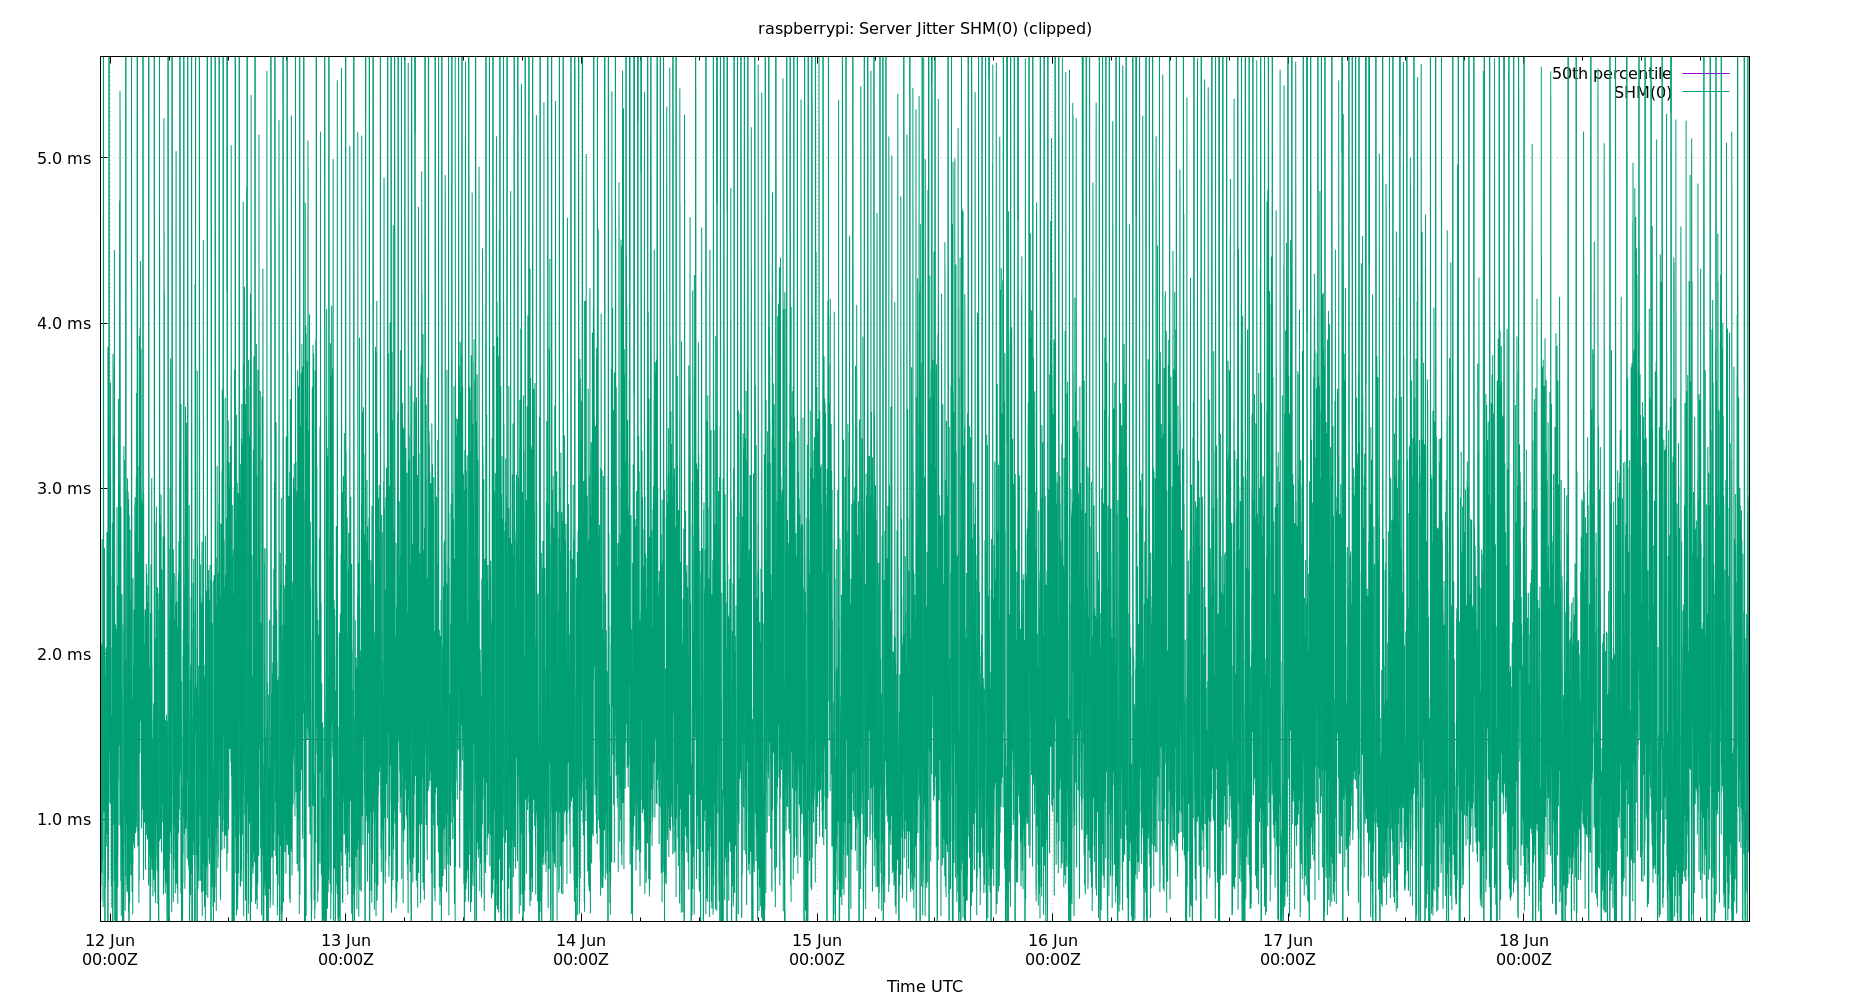 raspberrypi: Server Jitter SHM(0) (clipped)
50th percentile
SHM(0)
5.0 ms
4.0 ms
3.0 ms
2.0 ms
1.0 ms
12 Jun 13 Jun 14 Jun 15 Jun 16 Jun 17 Jun 18 Jun
00:00Z 00:00Z 00:00Z 00:00Z 00:00Z 00:00Z 00:00Z
Time UTC